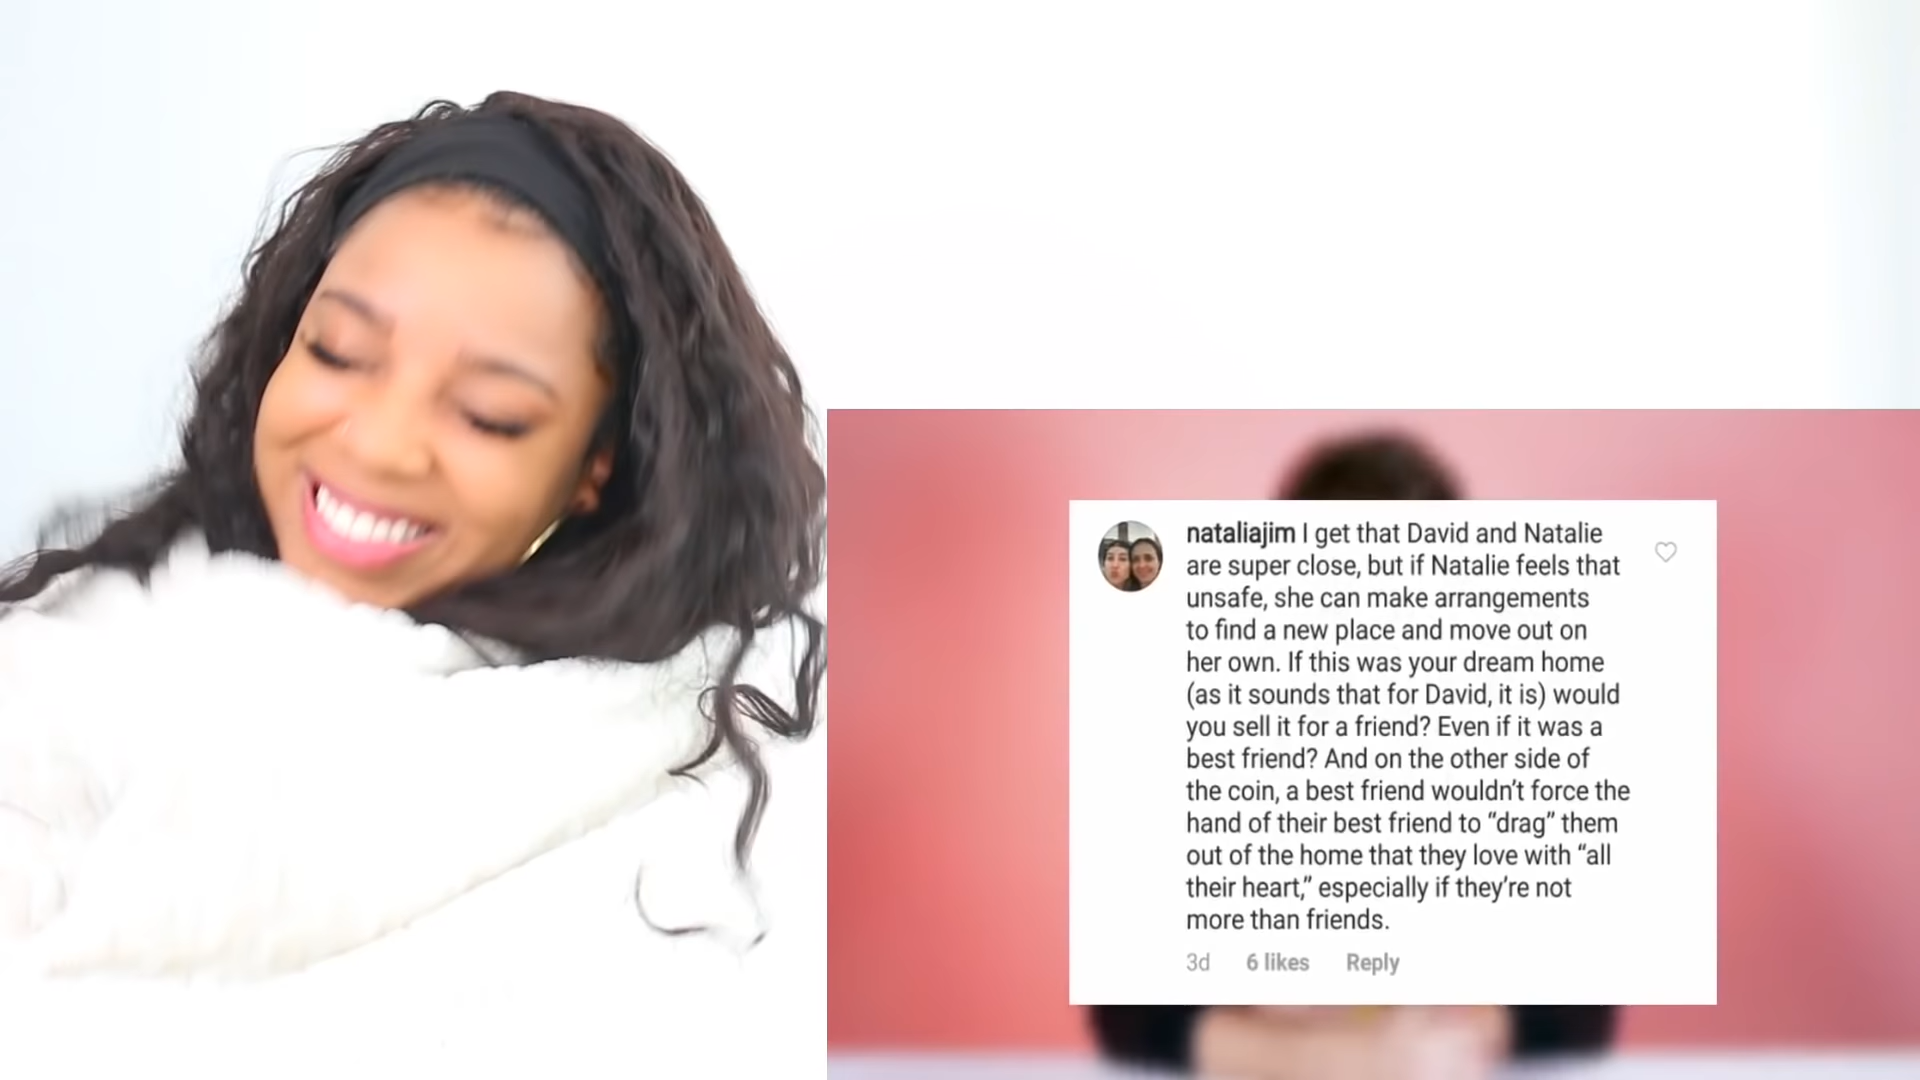 nataliajim I get that David and Natalie
are super close, but if Natalie feels that
unsafe, she can make arrangements
to find a new place and move out on
her own. If this was your dream home
(as it sounds that for David, it is) would
you sell it for a friend? Even if it was a
best friend? And on the other side of
the coin, a best friend wouldn’t force the
hand of their best friend to “drag” them
out of the home that they love with “all
their heart,” especially if they’re not
more than friends.
3d 6 likes Reply